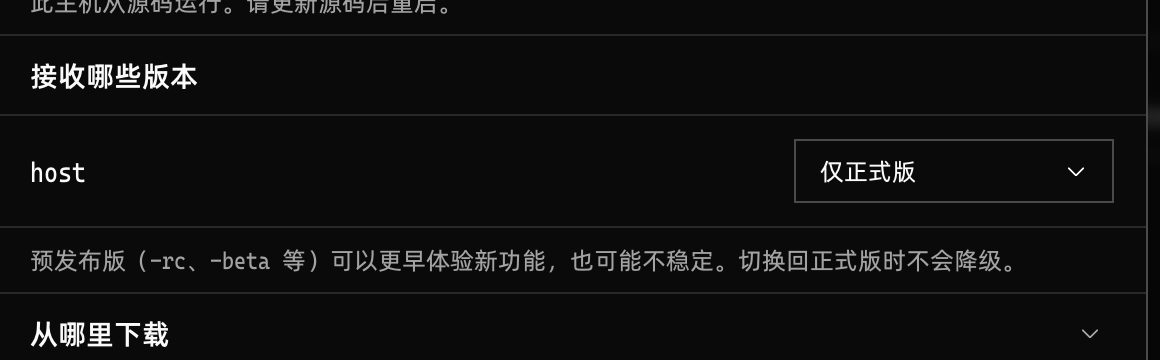 此主机从源码运行。请更新源码后重启。
接收哪些版本
host
仅正式版
预发布版（-rc、-beta 等）可以更早体验新功能，也可能不稳定。切换回正式版时不会降级。
从哪里下载